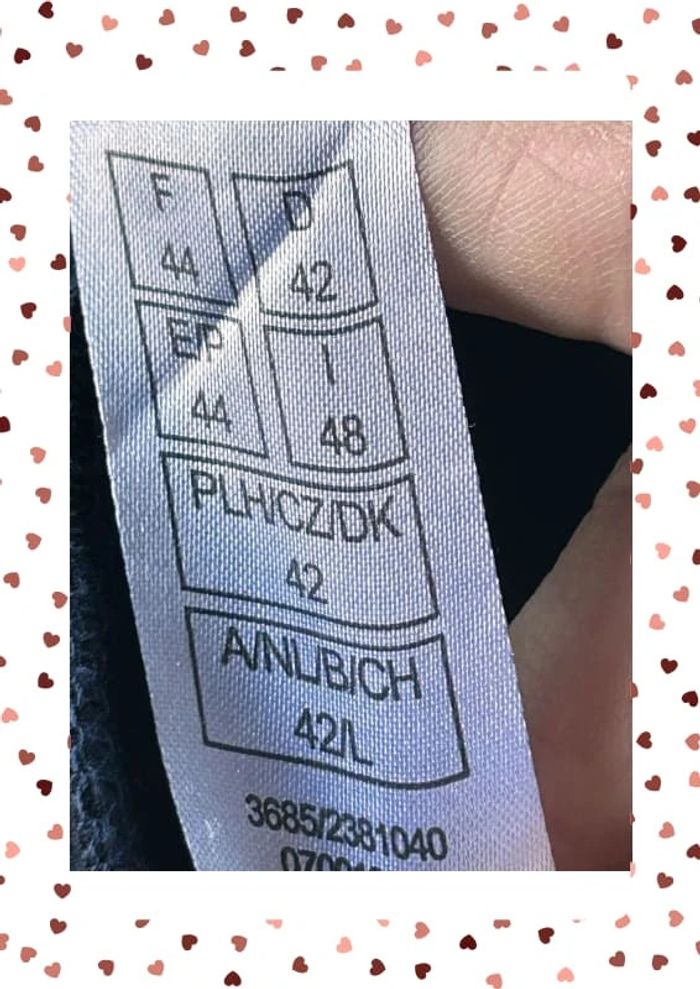 F
44
D
42
E/P
44
I
48
PL/H/CZ/DK
42
A/NL/B/CH
42/L
3685/2381040